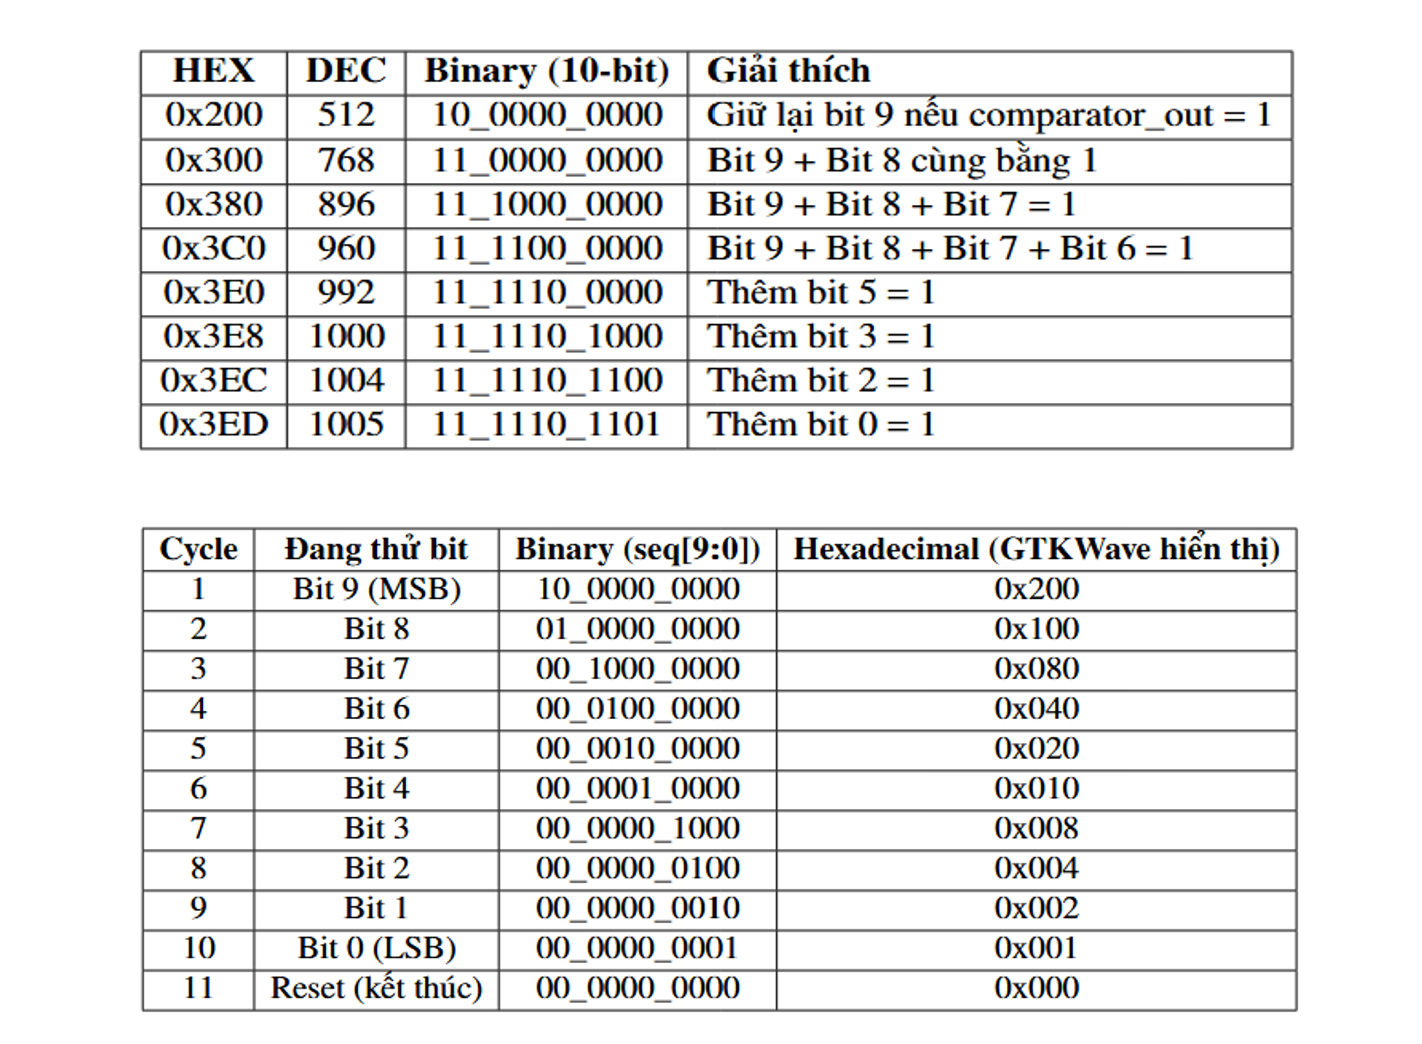 HEX DEC Binary (10-bit) Giải thích
0x200 512 10_0000_0000 Giữ lại bit 9 nếu comparator_out = 1
0x300 768 11_0000_0000 Bit 9 + Bit 8 cùng bằng 1
0x380 896 11_1000_0000 Bit 9 + Bit 8 + Bit 7 = 1
0x3C0 960 11_1100_0000 Bit 9 + Bit 8 + Bit 7 + Bit 6 = 1
0x3E0 992 11_1110_0000 Thêm bit 5 = 1
0x3E8 1000 11_1110_1000 Thêm bit 3 = 1
0x3EC 1004 11_1110_1100 Thêm bit 2 = 1
0x3ED 1005 11_1110_1101 Thêm bit 0 = 1
Cycle Đang thử bit Binary (seq[9:0]) Hexadecimal (GTKWave hiển thị)
1 Bit 9 (MSB) 10_0000_0000 0x200
2 Bit 8 01_0000_0000 0x100
3 Bit 7 00_1000_0000 0x080
4 Bit 6 00_0100_0000 0x040
5 Bit 5 00_0010_0000 0x020
6 Bit 4 00_0001_0000 0x010
7 Bit 3 00_0000_1000 0x008
8 Bit 2 00_0000_0100 0x004
9 Bit 1 00_0000_0010 0x002
10 Bit 0 (LSB) 00_0000_0001 0x001
11 Reset (kết thúc) 00_0000_0000 0x000